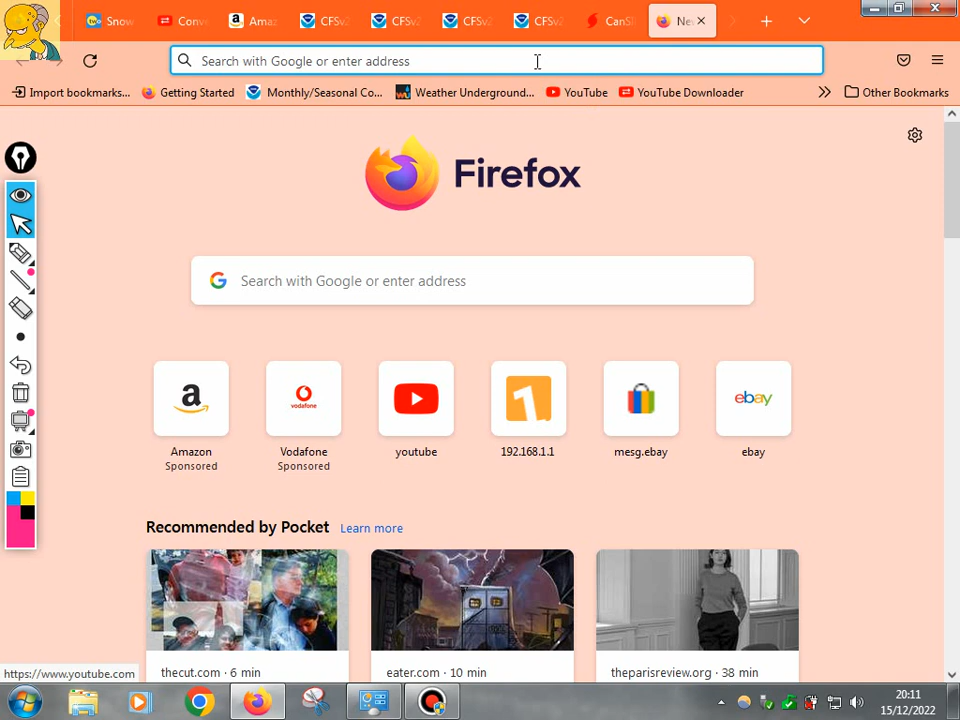 Snow
Conv
Amaz
CFSv2
CFSv2
CFSv2
CFSv2
CanSI
Ne
Search with Google or enter address
Import bookmarks...
Getting Started
Monthly/Seasonal Co...
Weather Underground...
YouTube
YouTube Downloader
Other Bookmarks
Firefox
Search with Google or enter address
Amazon
Sponsored
Vodafone
Sponsored
youtube
192.168.1.1
mesg.ebay
ebay
vodafone
ebay
Recommended by Pocket Learn more
thecut.com · 6 min
eater.com · 10 min
theparisreview.org · 38 min
https://www.youtube.com
20:11
15/12/2022